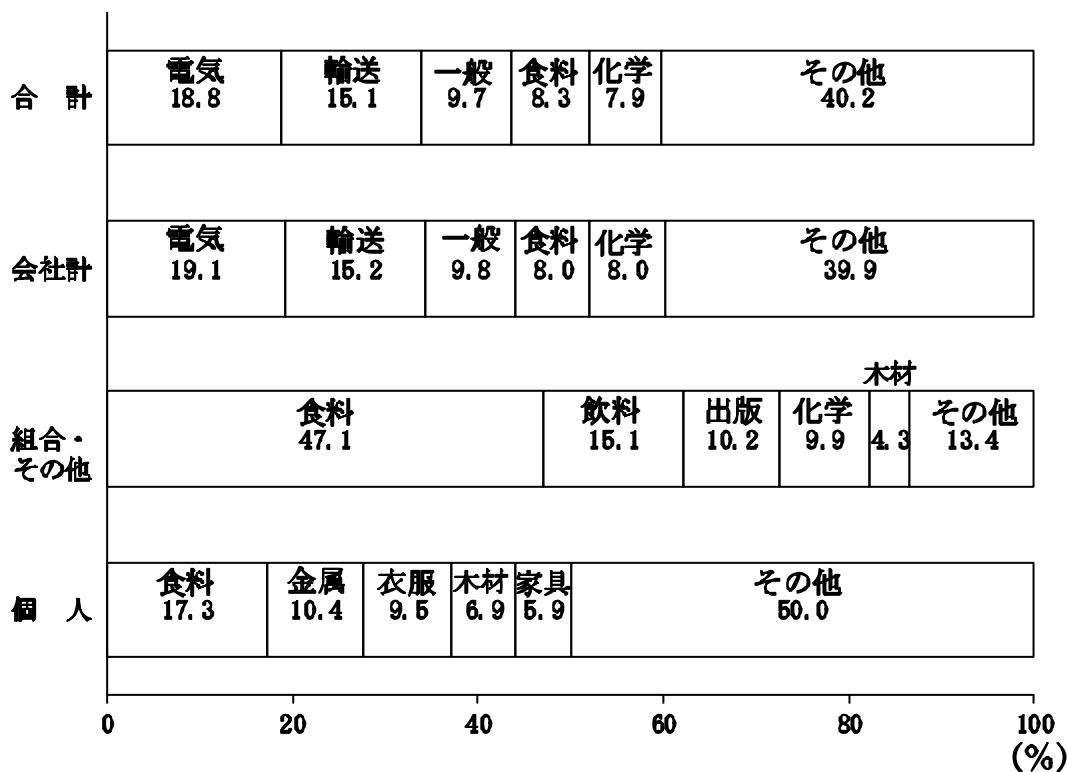 電気 輸送 一般 食料 化学 その他
合 計 18.8 15.1 9.7 8.3 7.9 40.2
電気 輸送 一般 食料 化学 その他
会社計 19.1 15.2 9.8 8.0 8.0 39.9
木材
食料 飲料 出版 化学 その他
組合・ 47.1 15.1 10.2 9.9 4.3 13.4
その他
食料 金属 衣服 木材 家具 その他
個 人 17.3 10.4 9.5 6.9 5.9 50.0
0 20 40 60 80 100
(%)